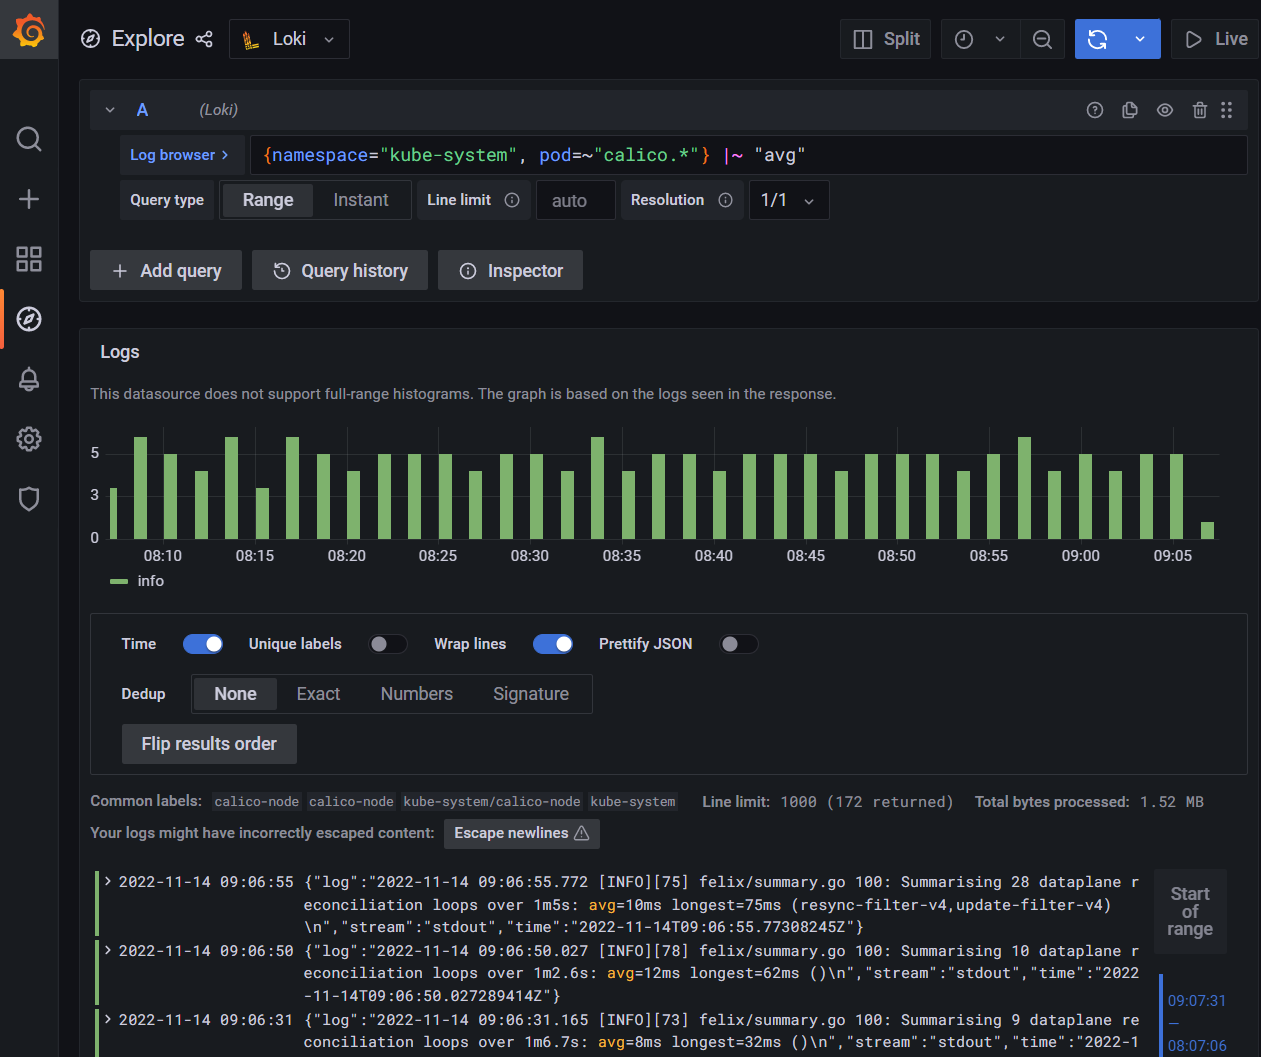 Explore
Loki
Split
Live
A
(Loki)
Log browser
{namespace="kube-system", pod=~"calico.*"} |~ "avg"
Query type
Range
Instant
Line limit
auto
Resolution
1/1
Add query
Query history
Inspector
Logs
This datasource does not support full-range histograms. The graph is based on the logs seen in the response.
5
3
0
08:10 08:15 08:20 08:25 08:30 08:35 08:40 08:45 08:50 08:55 09:00 09:05
info
Time
Unique labels
Wrap lines
Prettify JSON
Dedup
None
Exact
Numbers
Signature
Flip results order
Common labels: calico-node calico-node kube-system/calico-node kube-system Line limit: 1000 (172 returned) Total bytes processed: 1.52 MB
Your logs might have incorrectly escaped content: Escape newlines
2022-11-14 09:06:55 {"log":"2022-11-14 09:06:55.772 [INFO][75] felix/summary.go 100: Summarising 28 dataplane r
econciliation loops over 1m5s: avg=10ms longest=75ms (resync-filter-v4,update-filter-v4)
\n","stream":"stdout","time":"2022-11-14T09:06:55.77308245Z"}
2022-11-14 09:06:50 {"log":"2022-11-14 09:06:50.027 [INFO][78] felix/summary.go 100: Summarising 10 dataplane r
econciliation loops over 1m2.6s: avg=12ms longest=62ms ()\n","stream":"stdout","time":"2022
-11-14T09:06:50.027289414Z"}
2022-11-14 09:06:31 {"log":"2022-11-14 09:06:31.165 [INFO][73] felix/summary.go 100: Summarising 9 dataplane re
conciliation loops over 1m6.7s: avg=8ms longest=32ms ()\n","stream":"stdout","time":"2022-1
Start
of
range
09:07:31
—
08:07:06